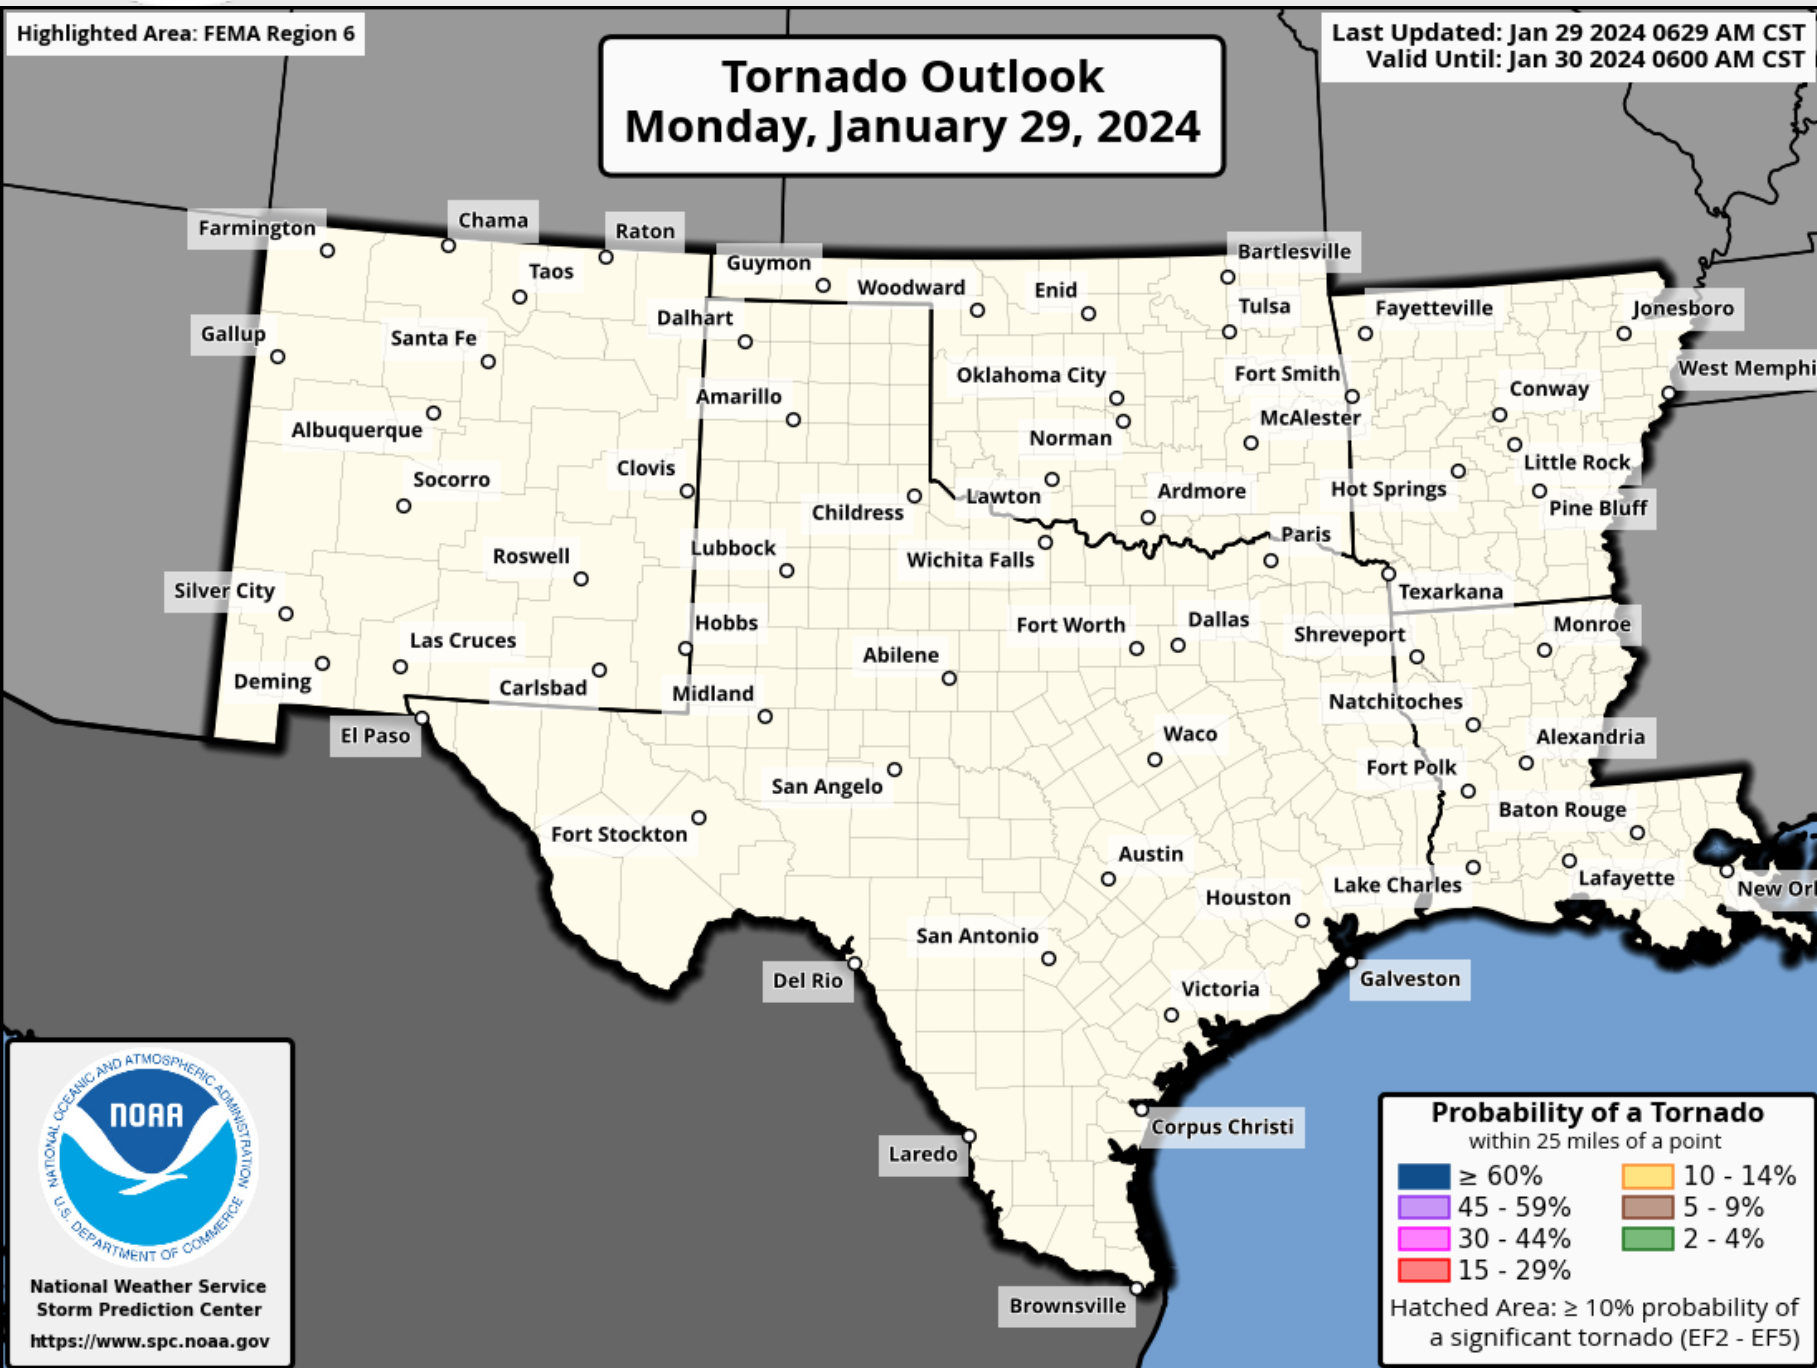 Highlighted Area: FEMA Region 6
Last Updated: Jan 29 2024 0629 AM CST
Valid Until: Jan 30 2024 0600 AM CST
Tornado Outlook
Monday, January 29, 2024
Farmington
Chama
Raton
Taos
Guymon
Woodward
Enid
Bartlesville
Tulsa
Fayetteville
Jonesboro
Gallup
Santa Fe
Dalhart
Oklahoma City
Fort Smith
West Memphi
Amarillo
Conway
Albuquerque
Norman
McAlester
Clovis
Little Rock
Socorro
Childress
Lawton
Ardmore
Hot Springs
Pine Bluff
Roswell
Lubbock
Wichita Falls
Paris
Silver City
Texarkana
Las Cruces
Hobbs
Fort Worth
Dallas
Shreveport
Monroe
Deming
Carlsbad
Midland
Abilene
Natchitoches
El Paso
Waco
Alexandria
San Angelo
Fort Polk
Fort Stockton
Baton Rouge
Austin
Lake Charles
Lafayette
New Orl
Houston
San Antonio
Del Rio
Victoria
Galveston
Corpus Christi
Laredo
Brownsville
NATIONAL OCEANIC AND ATMOSPHERIC ADMINISTRATION
NOAA
U.S. DEPARTMENT OF COMMERCE
National Weather Service
Storm Prediction Center
https://www.spc.noaa.gov
Probability of a Tornado
within 25 miles of a point
≥ 60%
45 - 59%
30 - 44%
15 - 29%
10 - 14%
5 - 9%
2 - 4%
Hatched Area: ≥ 10% probability of
a significant tornado (EF2 - EF5)